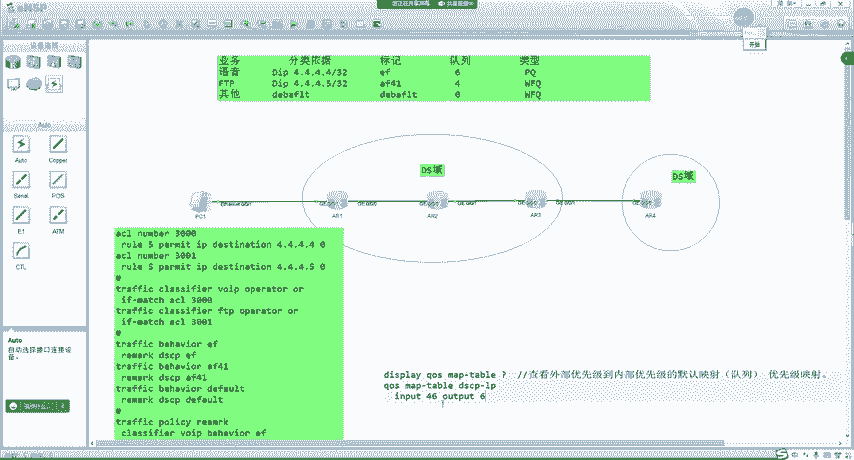 eNSP
业务 分类依据 标记 队列 类型
语音 Dip 4.4.4.4/32 ef 6 PQ
FTP Dip 4.4.4.5/32 af41 4 WFQ
其他 default default 0 WFQ
Auto
Auto Copper
Serial POS
E1 ATM
CTL
Auto
自动选择接口连接设备。
DS域
DS域
PC1
AR1
AR2
AR3
AR4
acl number 3000
rule 5 permit ip destination 4.4.4.4 0
acl number 3001
rule 5 permit ip destination 4.4.4.5 0
#
traffic classifier voip operator or
if-match acl 3000
traffic classifier ftp operator or
if-match acl 3001
#
traffic behavior ef
remark dscp ef
traffic behavior af41
remark dscp af41
traffic behavior default
remark dscp default
#
traffic policy remark
classifier voip behavior ef
display qos map-table ? //查看外部优先级到内部优先级的默认映射（队列） 优先级映射。
qos map-table dscp-lp
input 46 output 6
开始